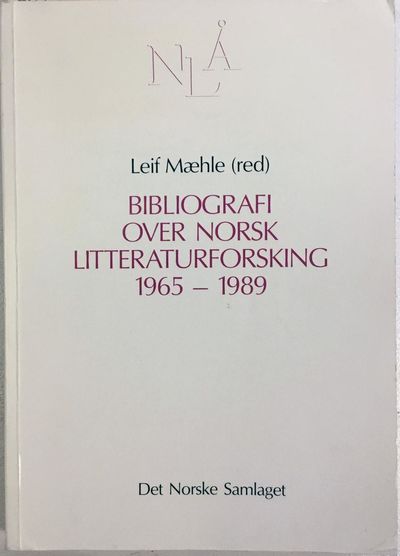 NLÅ
Leif Mæhle (red)
BIBLIOGRAFI
OVER NORSK
LITTERATURFORSKING
1965 – 1989
Det Norske Samlaget